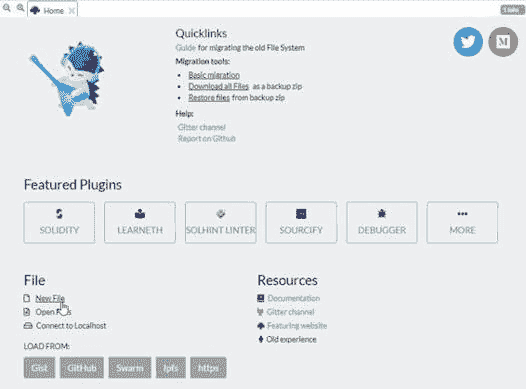 Home
Quicklinks
Guide for migrating the old File System
Migration tools:
Basic migration
Download all Files as a backup zip
Restore files from backup zip
Help:
Gitter channel
Report on Github
Featured Plugins
SOLIDITY
LEARNETH
SOLHINT LINTER
SOURCIFY
DEBUGGER
MORE
File
New File
Open
Connect to Localhost
LOAD FROM:
Gist
GitHub
Swarm
Ipfs
https
Resources
Documentation
Gitter channel
Featuring website
Old experience